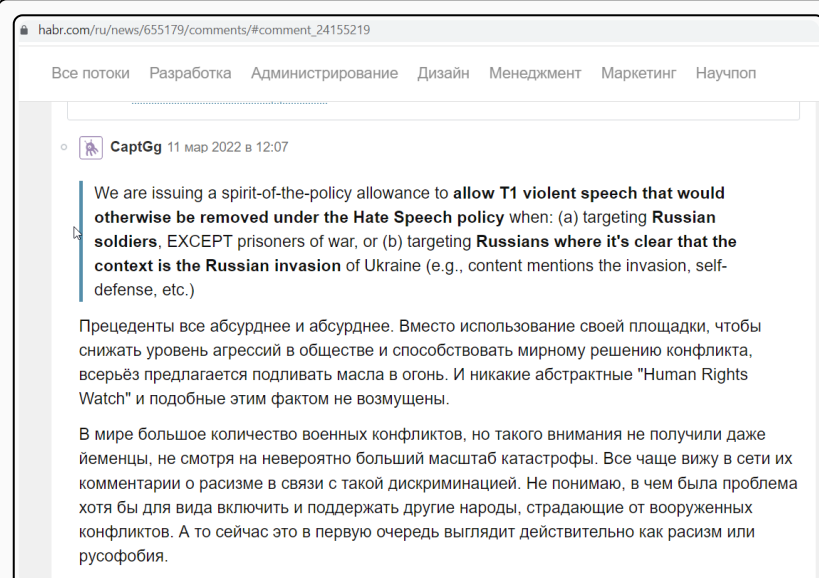 habr.com/ru/news/655179/comments/#comment_24155219
Все потоки Разработка Администрирование Дизайн Менеджмент Маркетинг Научпоп
CaptGg 11 мар 2022 в 12:07
We are issuing a spirit-of-the-policy allowance to allow T1 violent speech that would
otherwise be removed under the Hate Speech policy when: (a) targeting Russian
soldiers, EXCEPT prisoners of war, or (b) targeting Russians where it's clear that the
context is the Russian invasion of Ukraine (e.g., content mentions the invasion, self-
defense, etc.)
Прецеденты все абсурднее и абсурднее. Вместо использование своей площадки, чтобы
снижать уровень агрессий в обществе и способствовать мирному решению конфликта,
всерьёз предлагается подливать масла в огонь. И никакие абстрактные "Human Rights
Watch" и подобные этим фактом не возмущены.
В мире большое количество военных конфликтов, но такого внимания не получили даже
йеменцы, не смотря на невероятно больший масштаб катастрофы. Все чаще вижу в сети их
комментарии о расизме в связи с такой дискриминацией. Не понимаю, в чем была проблема
хотя бы для вида включить и поддержать другие народы, страдающие от вооруженных
конфликтов. А то сейчас это в первую очередь выглядит действительно как расизм или
русофобия.